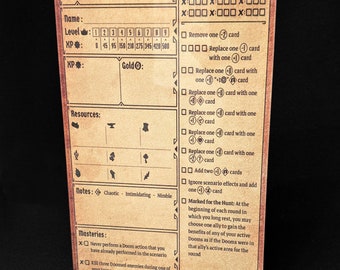 Name:
Level : 1 2 3 4 5 6 7 8 9
XP : 0 45 95 150 210 275 345 420 500
XP : Gold :
Resources:
Notes: Chaotic - Intimidating - Nimble
Masteries:
X Never perform a Doom action that you
have already performed in the scenario
X Kill three Doomed enemies during one of
Remove one card
Replace one card
with one card
Replace one card with
one card
Replace one card with one
card
Replace one card with one
card
Replace one card with one
card
Replace one card with one
card
Add two cards
Ignore scenario effects and add
one card
Marked for the Hunt: At the
beginning of each round in
which you long rest, you may
choose one ally to gain the
benefits of any one of your active
Dooms as if the Dooms were in
that ally's active area for the
round